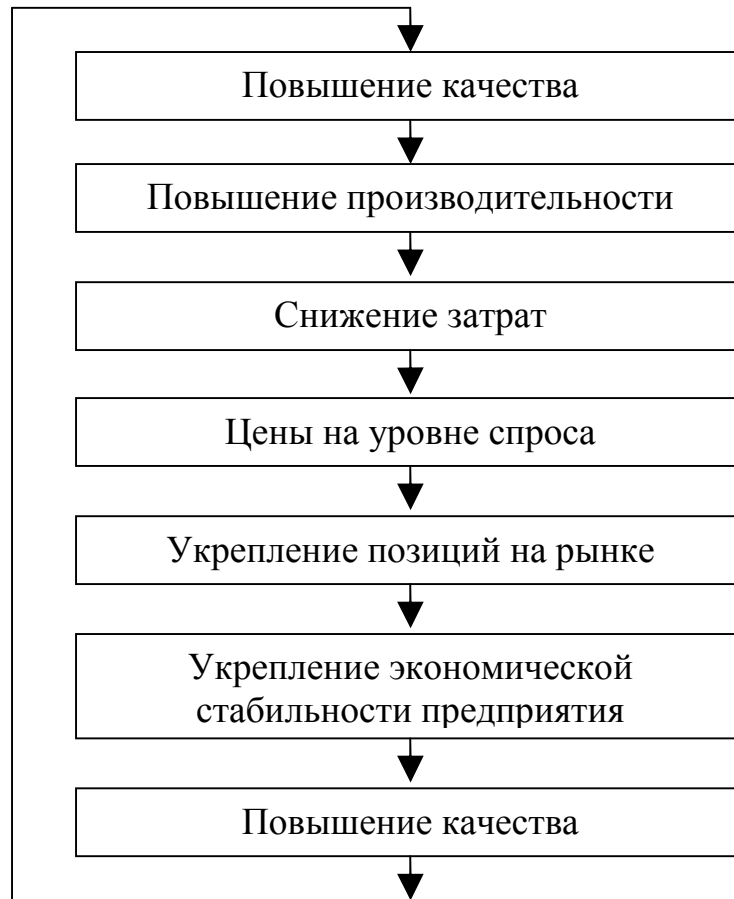 Повышение качества
Повышение производительности
Снижение затрат
Цены на уровне спроса
Укрепление позиций на рынке
Укрепление экономической
стабильности предприятия
Повышение качества